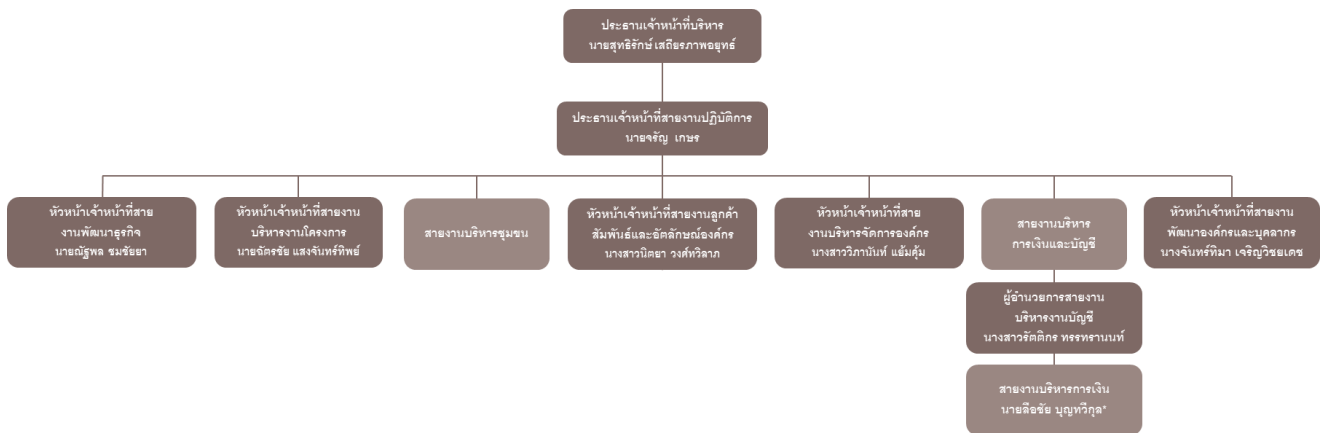 ประธานเจ้าหน้าที่บริหาร
นายสุทธิรักษ์ เสถียรภาพอยุทธ์
ประธานเจ้าหน้าที่สายงานปฏิบัติการ
นายจรัญ เกษร
หัวหน้าเจ้าหน้าที่สาย
งานพัฒนาธุรกิจ
นายณัฐพล ชมชัยยา
หัวหน้าเจ้าหน้าที่สายงาน
บริหารงานโครงการ
นายฉัตรชัย แสงจันทร์ทิพย์
สายงานบริหารชุมชน
หัวหน้าเจ้าหน้าที่สายงานลูกค้า
สัมพันธ์และอัตลักษณ์องค์กร
นางสาวนิตยา วงศ์ทวิลาภ
หัวหน้าเจ้าหน้าที่สาย
งานบริหารจัดการองค์กร
นางสาววิภานันท์ แย้มคุ้ม
สายงานบริหาร
การเงินและบัญชี
หัวหน้าเจ้าหน้าที่สายงาน
พัฒนาองค์กรและบุคลากร
นางจันทร์ทิมา เจริญวิชยเดช
ผู้อำนวยการสายงาน
บริหารงานบัญชี
นางสาวรัตติกร ทรรทรานนท์
สายงานบริหารการเงิน
นายลือชัย บุญทวีกุล*